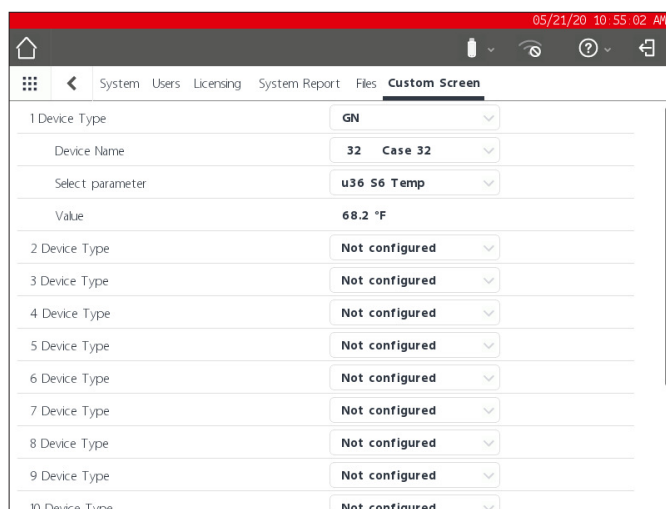 05/21/20 10:55:02 AM
System Users Licensing System Report Files Custom Screen
1 Device Type GN
Device Name 32 Case 32
Select parameter u36 S6 Temp
Value 68.2 °F
2 Device Type Not configured
3 Device Type Not configured
4 Device Type Not configured
5 Device Type Not configured
6 Device Type Not configured
7 Device Type Not configured
8 Device Type Not configured
9 Device Type Not configured
10 Device Type Not configured